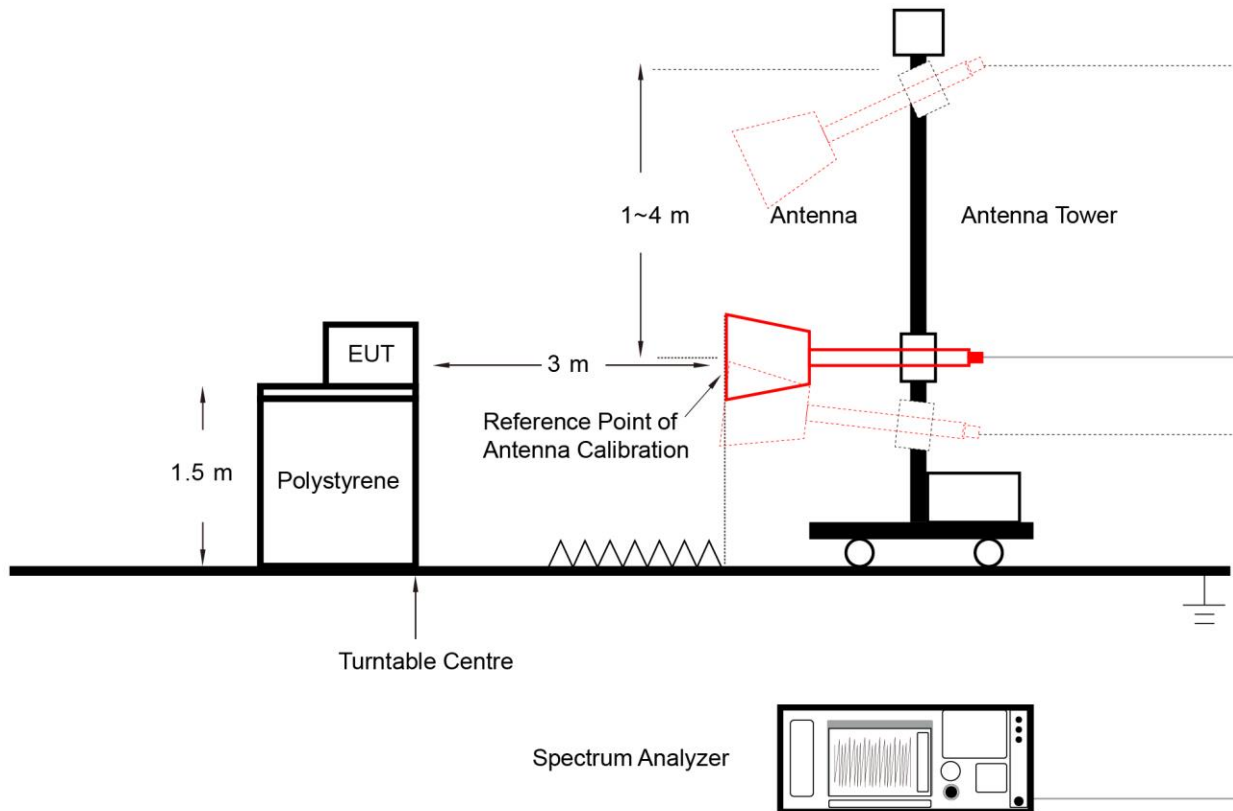 1~4 m
Antenna
Antenna Tower
EUT
3 m
Reference Point of
Antenna Calibration
1.5 m
Polystyrene
Turntable Centre
Spectrum Analyzer